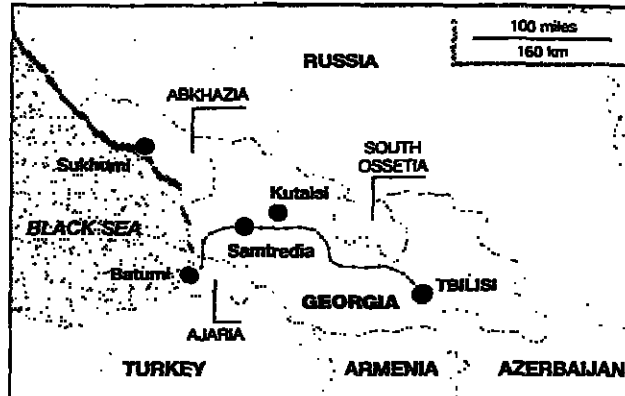 100 miles
160 km
RUSSIA
ABKHAZIA
SOUTH
OSSETIA
Sukhumi
Kutaisi
BLACK SEA
Samtredia
Batumi
TBILISI
GEORGIA
AJARIA
TURKEY
ARMENIA
AZERBAIJAN